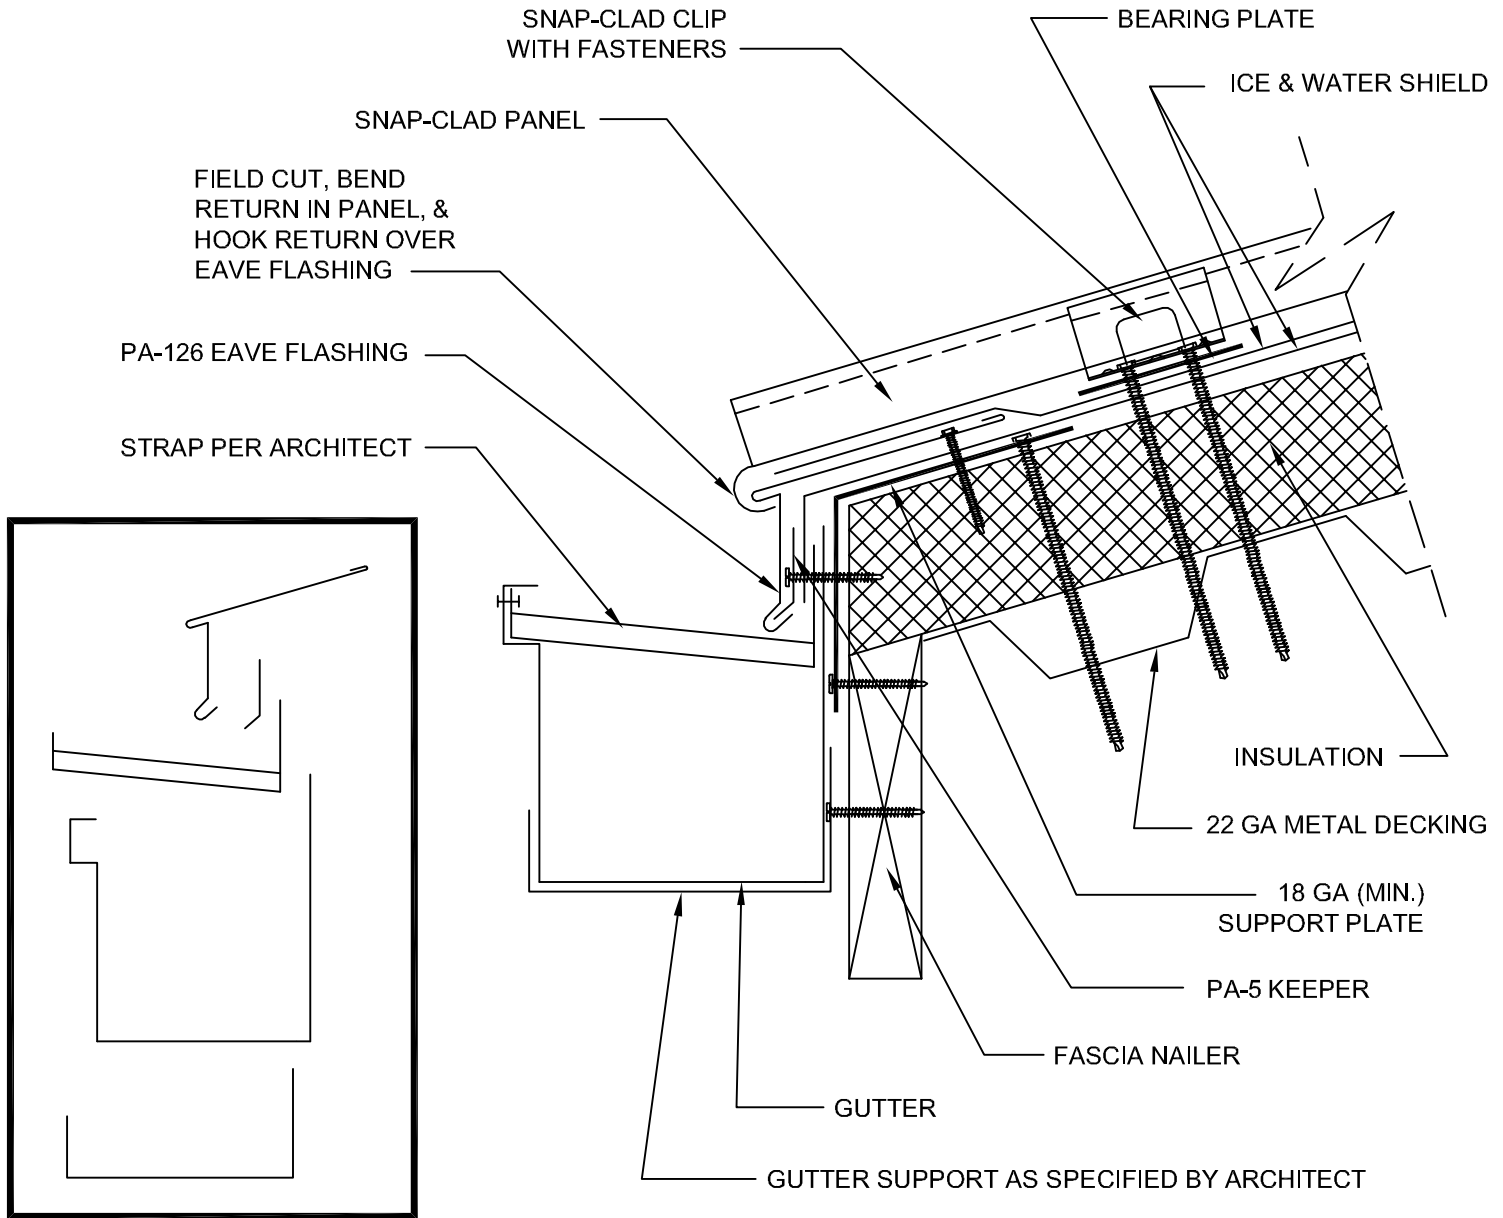 SNAP-CLAD CLIP
WITH FASTENERS
BEARING PLATE
ICE & WATER SHIELD
SNAP-CLAD PANEL
FIELD CUT, BEND
RETURN IN PANEL, &
HOOK RETURN OVER
EAVE FLASHING
PA-126 EAVE FLASHING
STRAP PER ARCHITECT
INSULATION
22 GA METAL DECKING
18 GA (MIN.)
SUPPORT PLATE
PA-5 KEEPER
FASCIA NAILER
GUTTER
GUTTER SUPPORT AS SPECIFIED BY ARCHITECT